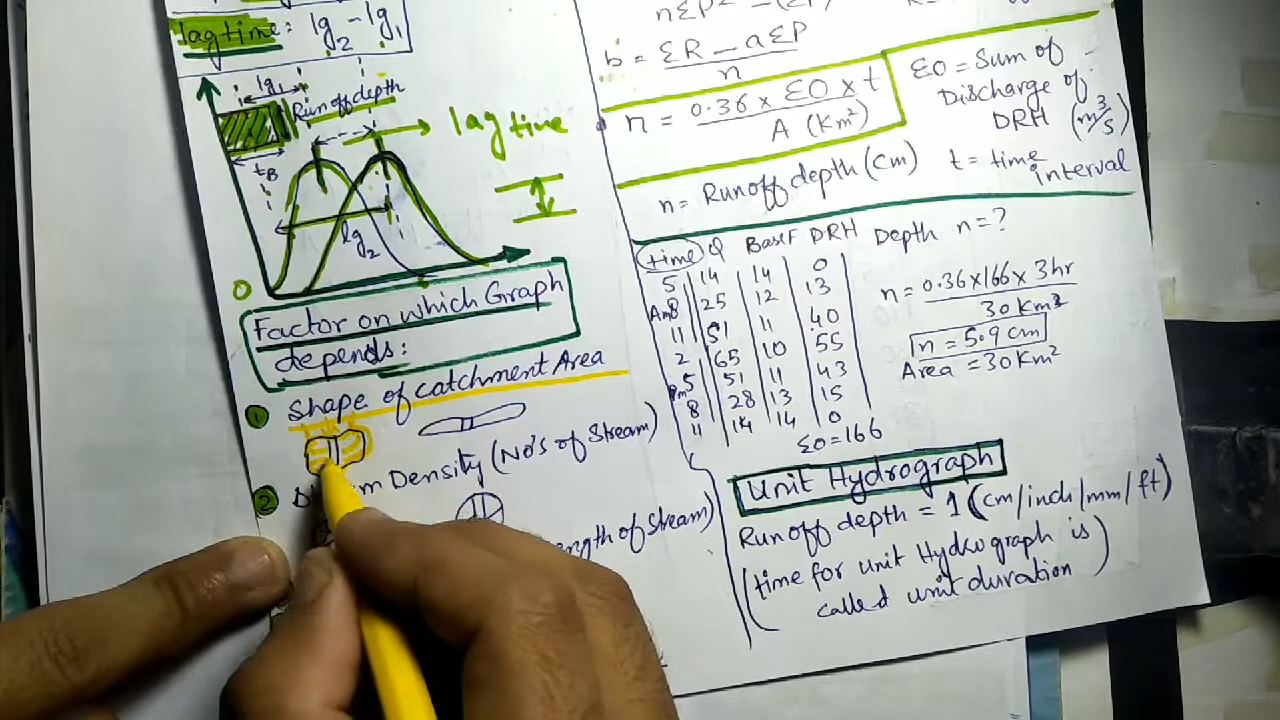 lag time: lg2 - lg1
lg1
Runoff depth
lag time
tB
lg2
0
Factor on which Graph
depends:
1 Shape of catchment Area
2 Density (No's of Stream)
length of Stream)
b = ΣR - aΣP
n
n = 0.36 x ΣO x t
A (Km²)
ΣO = Sum of
Discharge of
DRH (m³/s)
n = Runoff depth (cm)
t = time
interval
time Q BaseF DRH
5 14 14 0
Am8 25 12 13
11 51 11 40
2 65 10 55
Pm5 51 11 43
8 28 13 15
11 14 14 0
ΣO = 166
Depth n = ?
n = 0.36 x 166 x 3hr
30 Km²
n = 5.9 cm
Area = 30 Km²
Unit Hydrograph
Runoff depth = 1 (cm/inch/mm/ft)
(time for unit Hydrograph is
called unit duration)